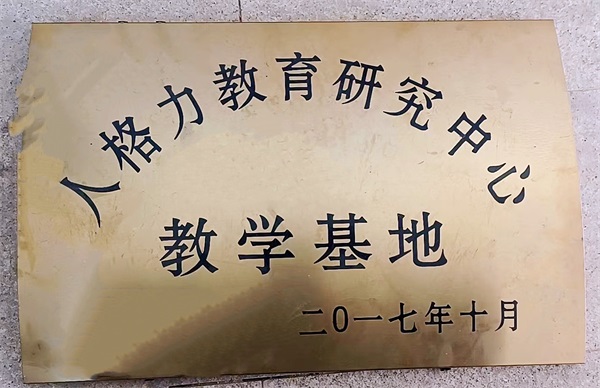 人格力教育研究中心
教学基地
二0一七年十月